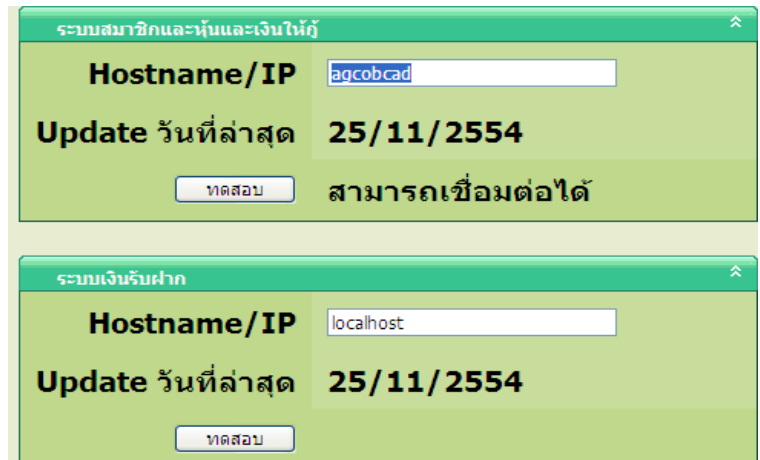 ระบบสมาชิกและหุ้นและเงินให้กู้
Hostname/IP agcobcad
Update วันที่ล่าสุด 25/11/2554
ทดสอบ สามารถเชื่อมต่อได้
ระบบเงินรับฝาก
Hostname/IP localhost
Update วันที่ล่าสุด 25/11/2554
ทดสอบ